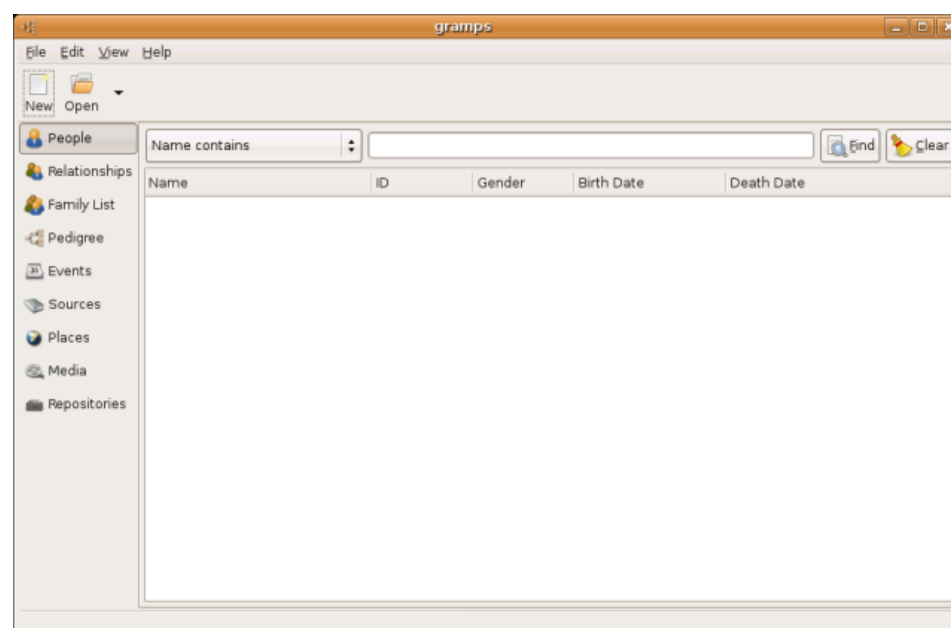 gramps
File Edit View Help
New Open
People
Name contains Find Clear
Relationships
Name ID Gender Birth Date Death Date
Family List
Pedigree
31 Events
Sources
Places
Media
Repositories